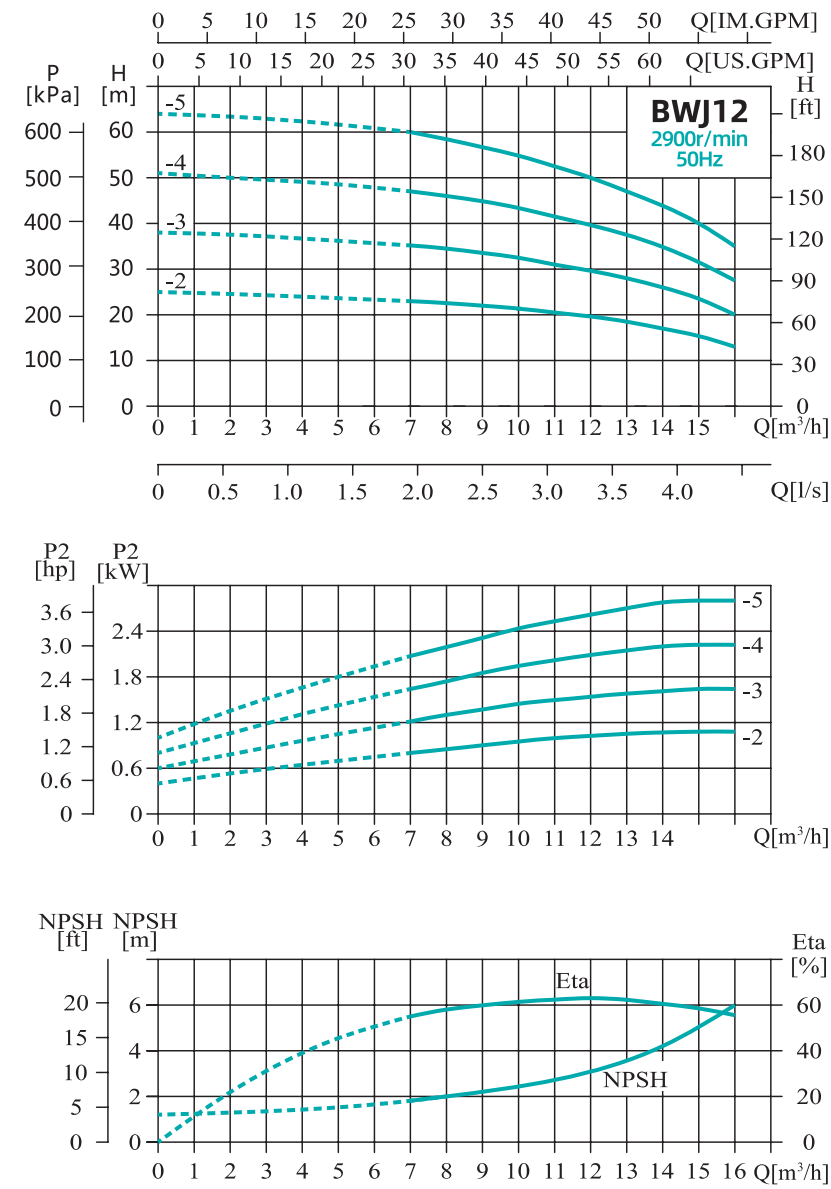 0 5 10 15 20 25 30 35 40 45 50 Q[IM.GPM]
0 5 10 15 20 25 30 35 40 45 50 55 60 Q[US.GPM]
P
[kPa]
H
[m]
H
[ft]
BWJ12
2900r/min
50Hz
600
500
400
300
200
100
0
60
50
40
30
20
10
0
180
150
120
90
60
30
0
-5
-4
-3
-2
0 1 2 3 4 5 6 7 8 9 10 11 12 13 14 15 Q[m³/h]
0 0.5 1.0 1.5 2.0 2.5 3.0 3.5 4.0 Q[l/s]
P2
[hp]
P2
[kW]
3.6
3.0
2.4
1.8
1.2
0.6
0
2.4
1.8
1.2
0.6
0
-5
-4
-3
-2
0 1 2 3 4 5 6 7 8 9 10 11 12 13 14 Q[m³/h]
NPSH
[ft]
NPSH
[m]
Eta
[%]
20
15
10
5
0
6
4
2
0
60
40
20
0
Eta
NPSH
0 1 2 3 4 5 6 7 8 9 10 11 12 13 14 15 16 Q[m³/h]